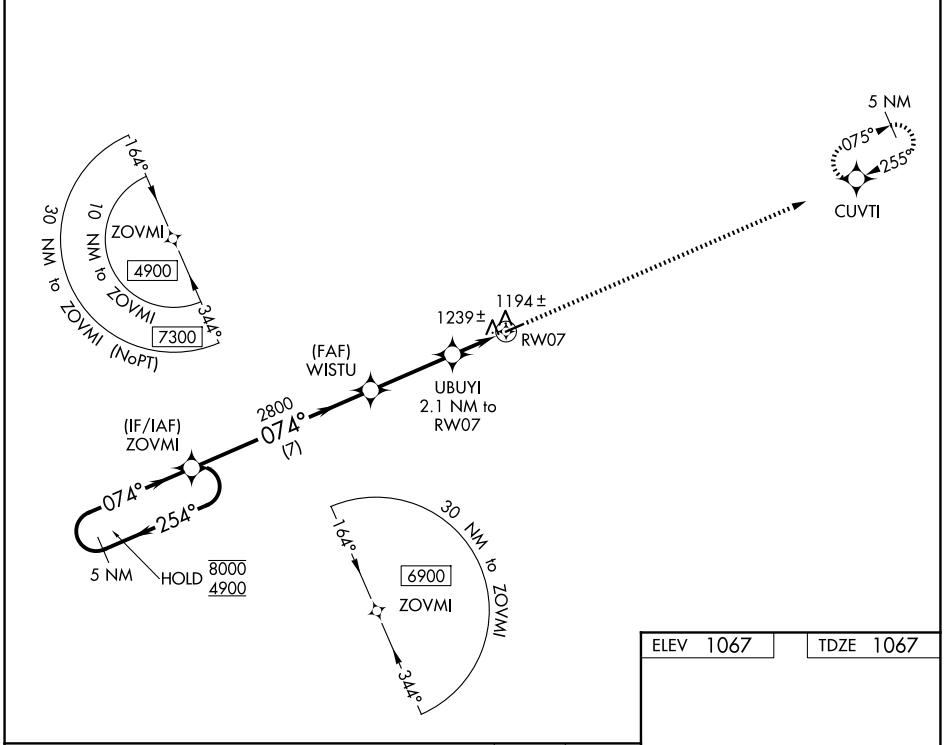 5 NM
075°
255°
CUVTI
164°
ZOVMI
4900
10 NM to ZOVMI
30 NM to ZOVMI (NoPT)
7300
344°
1194±
1239±
RW07
(FAF)
WISTU
UBUYI
2.1 NM to
RW07
2800
074°
(7)
(IF/IAF)
ZOVMI
074°
254°
5 NM
HOLD 8000
4900
164°
30 NM to ZOVMI
6900
ZOVMI
344°
ELEV 1067
TDZE 1067